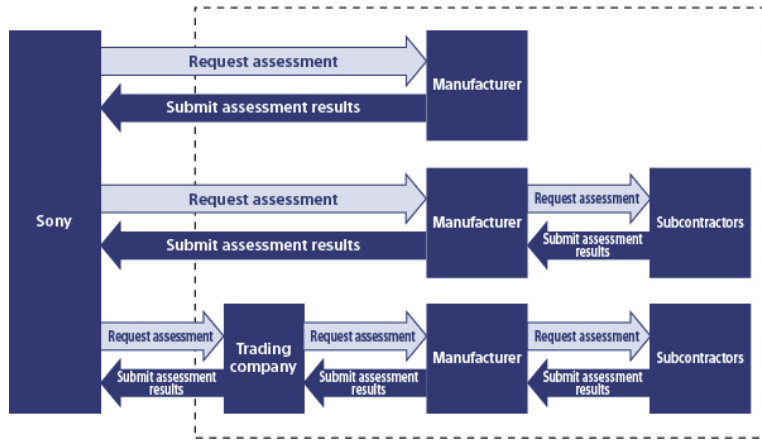 Sony
Request assessment
Submit assessment results
Manufacturer
Request assessment
Submit assessment results
Manufacturer
Request assessment
Submit assessment
results
Subcontractors
Request assessment
Submit assessment
results
Trading
company
Request assessment
Submit assessment
results
Manufacturer
Request assessment
Submit assessment
results
Subcontractors